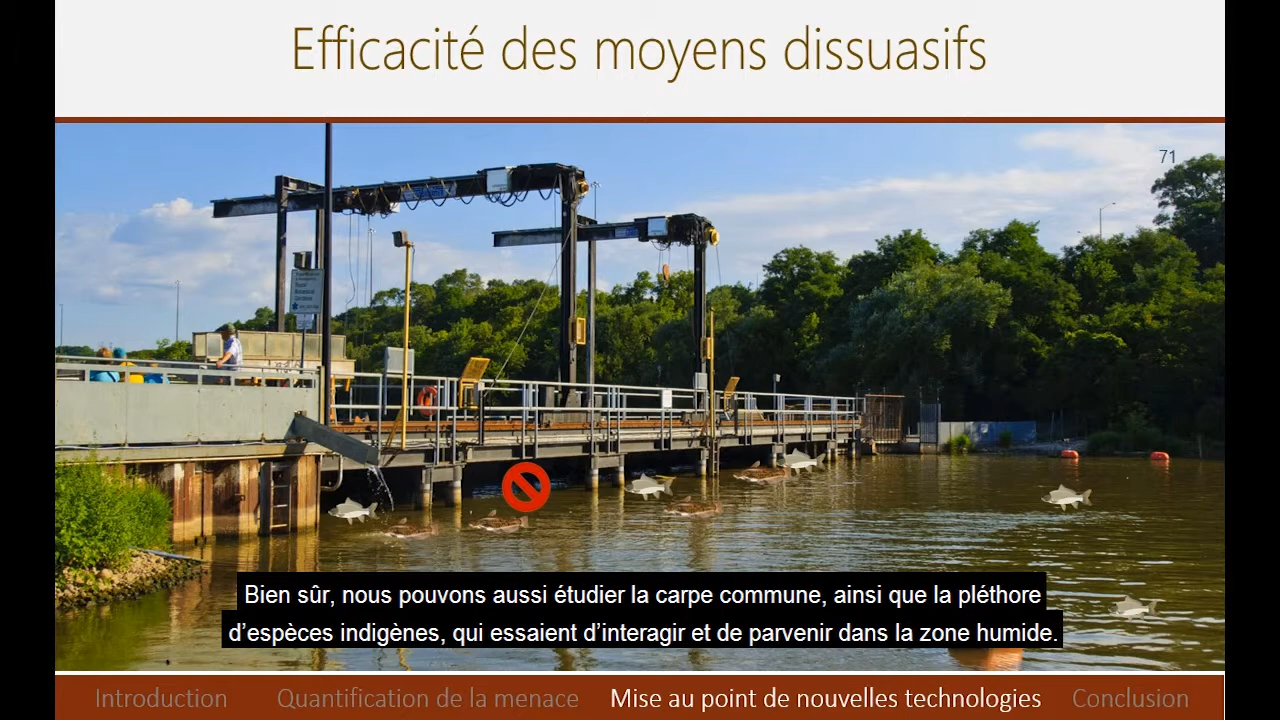 Efficacité des moyens dissuasifs
71
Bien sûr, nous pouvons aussi étudier la carpe commune, ainsi que la pléthore
d’espèces indigènes, qui essaient d’interagir et de parvenir dans la zone humide.
Introduction Quantification de la menace Mise au point de nouvelles technologies Conclusion